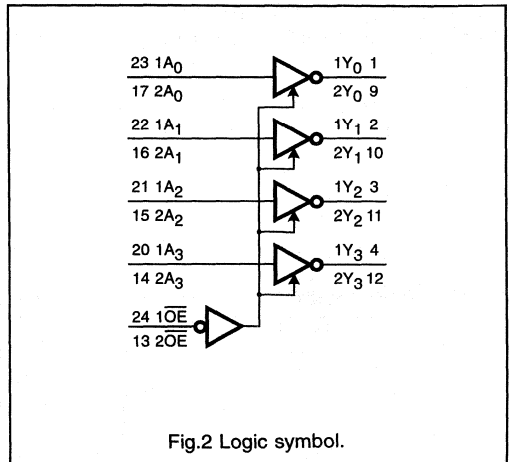 23 1A0 1Y0 1
17 2A0 2Y0 9
22 1A1 1Y1 2
16 2A1 2Y1 10
21 1A2 1Y2 3
15 2A2 2Y2 11
20 1A3 1Y3 4
14 2A3 2Y3 12
24 1O̅E̅
13 2O̅E̅
Fig.2 Logic symbol.